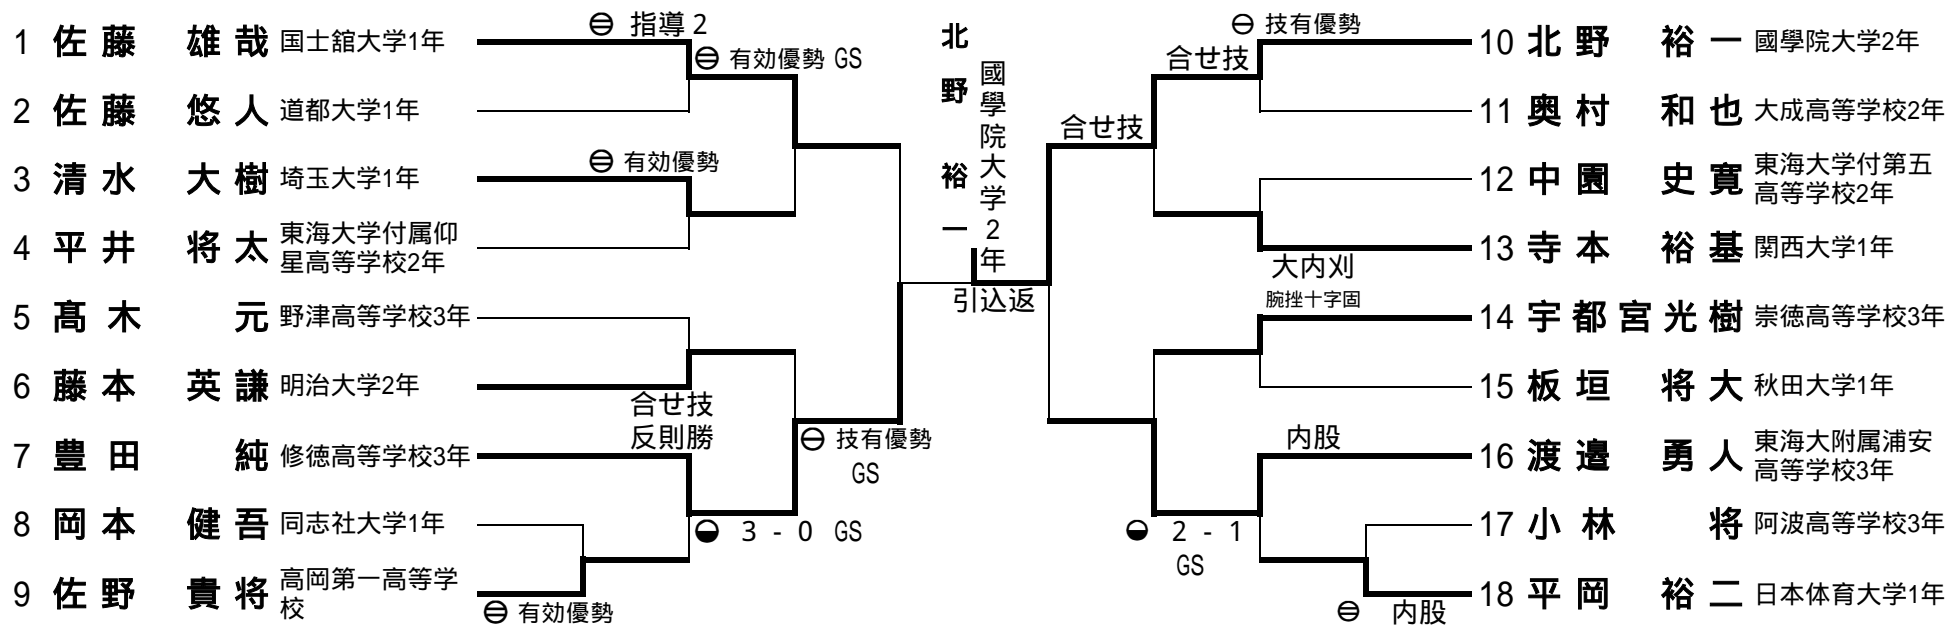 1 佐藤 雄哉 国士舘大学1年
2 佐藤 悠人 道都大学1年
3 清水 大樹 埼玉大学1年
4 平井 将太 東海大学付属仰
星高等学校2年
5 髙木 元 野津高等学校3年
6 藤本 英謙 明治大学2年
7 豊田 純 修徳高等学校3年
8 岡本 健吾 同志社大学1年
9 佐野 貴将 高岡第一高等学
校
指導2
有効優勢 GS
有効優勢
合せ技
反則勝
技有優勢
GS
3 - 0 GS
有効優勢
北野 裕一
國學院大学2年
引込返
技有優勢
合せ技
合せ技
大内刈
腕挫十字固
内股
2 - 1
GS
内股
10 北野 裕一 國學院大学2年
11 奥村 和也 大成高等学校2年
12 中園 史寛 東海大学付第五
高等学校2年
13 寺本 裕基 関西大学1年
14 宇都宮光樹 崇徳高等学校3年
15 板垣 将大 秋田大学1年
16 渡邉 勇人 東海大附属浦安
高等学校3年
17 小林 将 阿波高等学校3年
18 平岡 裕二 日本体育大学1年